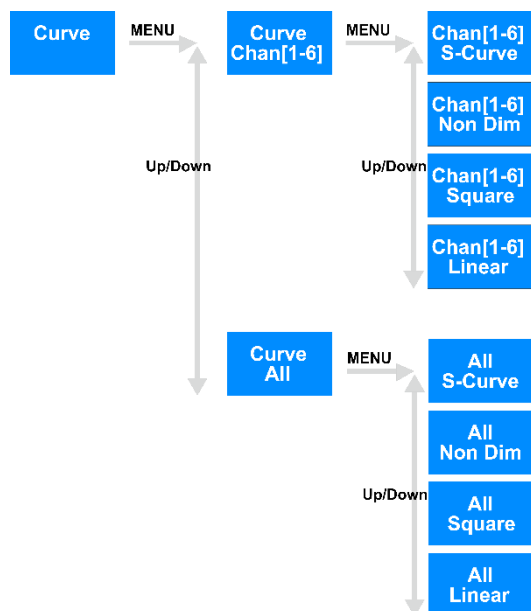 Curve
MENU
Curve
Chan[1-6]
MENU
Chan[1-6]
S-Curve
Chan[1-6]
Non Dim
Up/Down
Up/Down
Chan[1-6]
Square
Chan[1-6]
Linear
Curve
All
MENU
All
S-Curve
All
Non Dim
Up/Down
All
Square
All
Linear